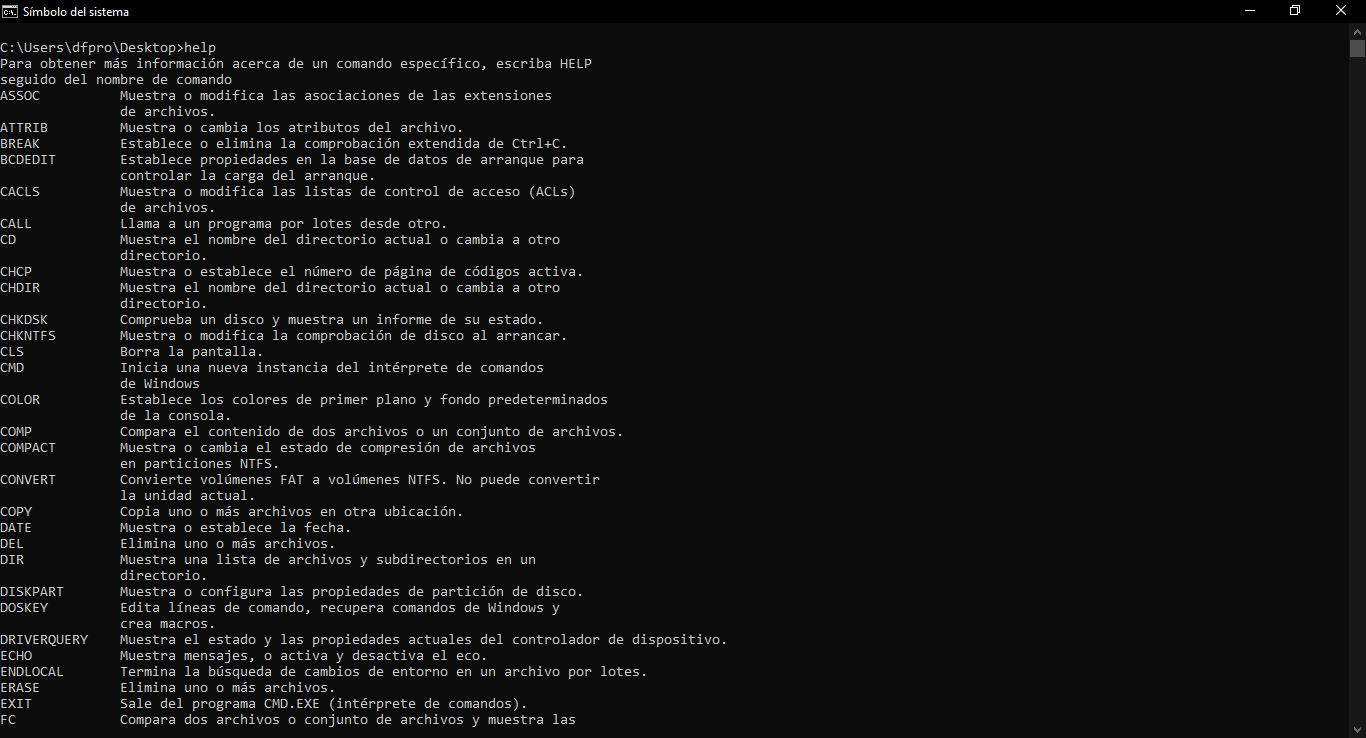 Símbolo del sistema
C:\Users\dfpro\Desktop>help
Para obtener más información acerca de un comando específico, escriba HELP
seguido del nombre de comando
ASSOC          Muestra o modifica las asociaciones de las extensiones
               de archivos.
ATTRIB         Muestra o cambia los atributos del archivo.
BREAK          Establece o elimina la comprobación extendida de Ctrl+C.
BCDEDIT        Establece propiedades en la base de datos de arranque para
               controlar la carga del arranque.
CACLS          Muestra o modifica las listas de control de acceso (ACLs)
               de archivos.
CALL           Llama a un programa por lotes desde otro.
CD             Muestra el nombre del directorio actual o cambia a otro
               directorio.
CHCP           Muestra o establece el número de página de códigos activa.
CHDIR          Muestra el nombre del directorio actual o cambia a otro
               directorio.
CHKDSK         Comprueba un disco y muestra un informe de su estado.
CHKNTFS        Muestra o modifica la comprobación de disco al arrancar.
CLS            Borra la pantalla.
CMD            Inicia una nueva instancia del intérprete de comandos
               de Windows
COLOR          Establece los colores de primer plano y fondo predeterminados
               de la consola.
COMP           Compara el contenido de dos archivos o un conjunto de archivos.
COMPACT        Muestra o cambia el estado de compresión de archivos
               en particiones NTFS.
CONVERT        Convierte volúmenes FAT a volúmenes NTFS. No puede convertir
               la unidad actual.
COPY           Copia uno o más archivos en otra ubicación.
DATE           Muestra o establece la fecha.
DEL            Elimina uno o más archivos.
DIR            Muestra una lista de archivos y subdirectorios en un
               directorio.
DISKPART       Muestra o configura las propiedades de partición de disco.
DOSKEY         Edita líneas de comando, recupera comandos de Windows y
               crea macros.
DRIVERQUERY    Muestra el estado y las propiedades actuales del controlador de dispositivo.
ECHO           Muestra mensajes, o activa y desactiva el eco.
ENDLOCAL       Termina la búsqueda de cambios de entorno en un archivo por lotes.
ERASE          Elimina uno o más archivos.
EXIT           Sale del programa CMD.EXE (intérprete de comandos).
FC             Compara dos archivos o conjunto de archivos y muestra las